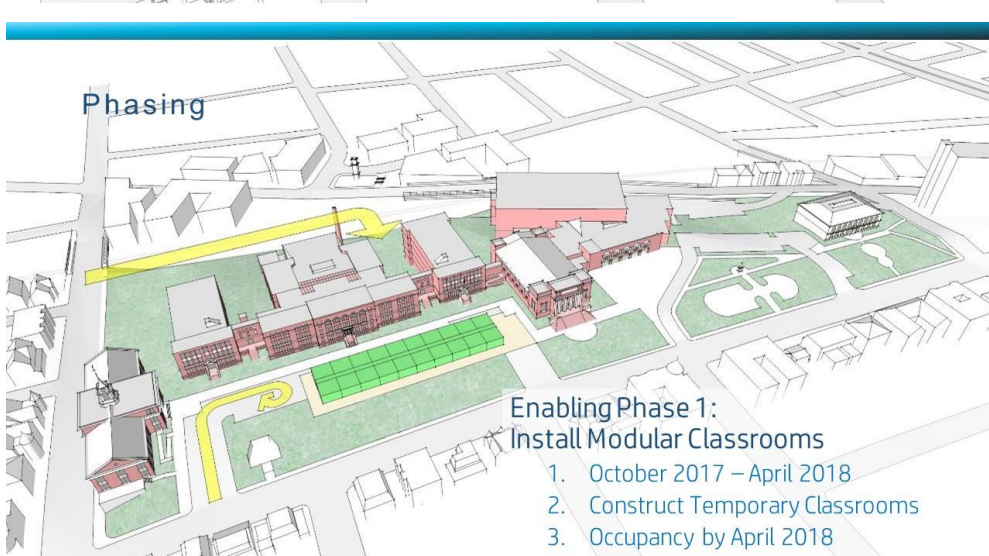 Phasing
Enabling Phase 1:
Install Modular Classrooms
1. October 2017 – April 2018
2. Construct Temporary Classrooms
3. Occupancy by April 2018